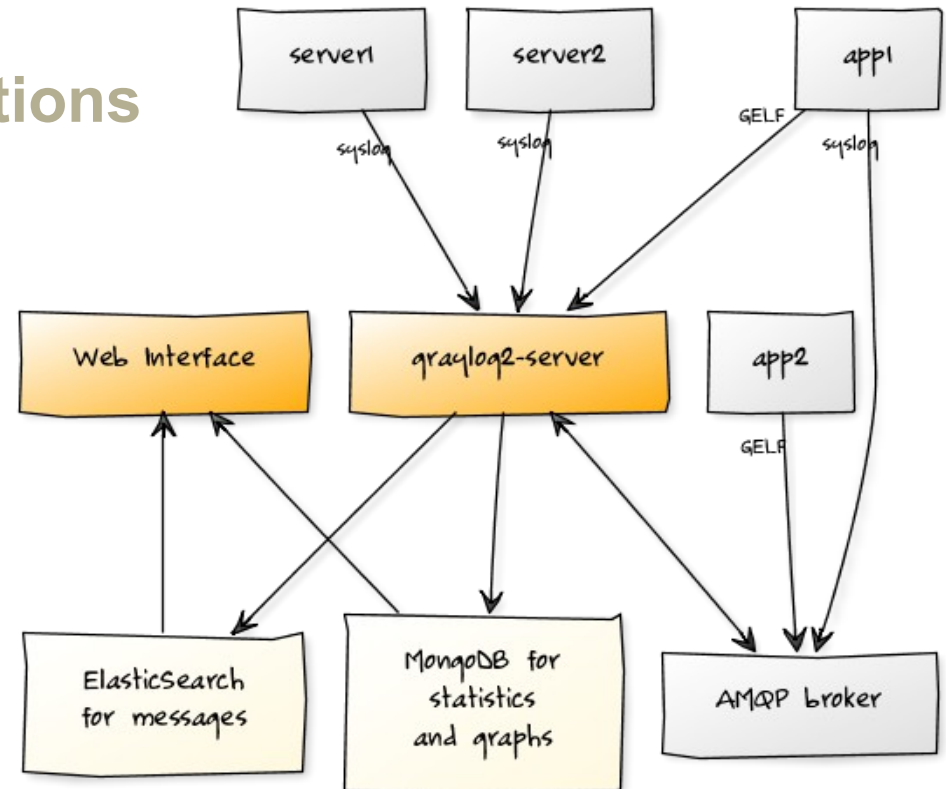 server1
server2
app1
tions
GELF
syslog
syslog
syslog
Web Interface
graylog2-server
app2
GELF
ElasticSearch
for messages
MongoDB for
statistics
and graphs
AMQP broker